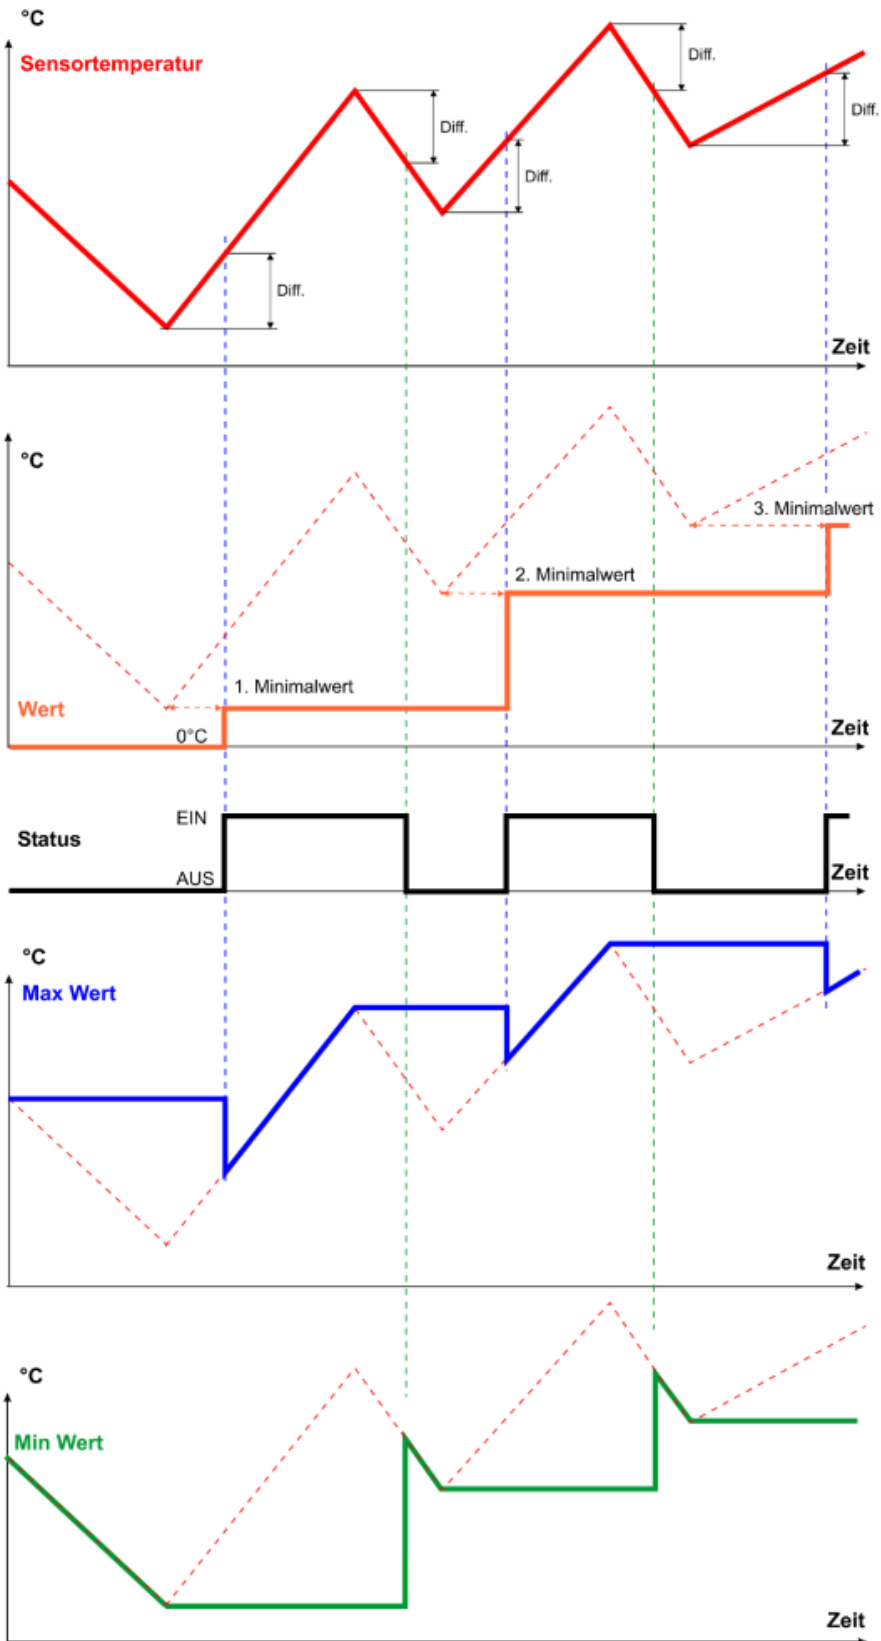 °C
Sensortemperatur
Diff.
Diff.
Diff.
Diff.
Diff.
Zeit
°C
3. Minimalwert
2. Minimalwert
1. Minimalwert
Wert
0°C
Zeit
EIN
Status
AUS
Zeit
°C
Max Wert
Zeit
°C
Min Wert
Zeit